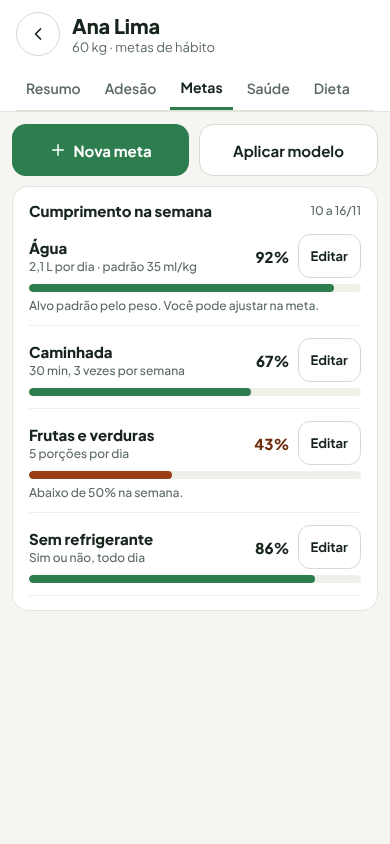 Ana Lima
60 kg · metas de hábito
Resumo Adesão Metas Saúde Dieta
+ Nova meta
Aplicar modelo
Cumprimento na semana 10 a 16/11
Água
2,1 L por dia · padrão 35 ml/kg
92% Editar
Alvo padrão pelo peso. Você pode ajustar na meta.
Caminhada
30 min, 3 vezes por semana
67% Editar
Frutas e verduras
5 porções por dia
43% Editar
Abaixo de 50% na semana.
Sem refrigerante
Sim ou não, todo dia
86% Editar